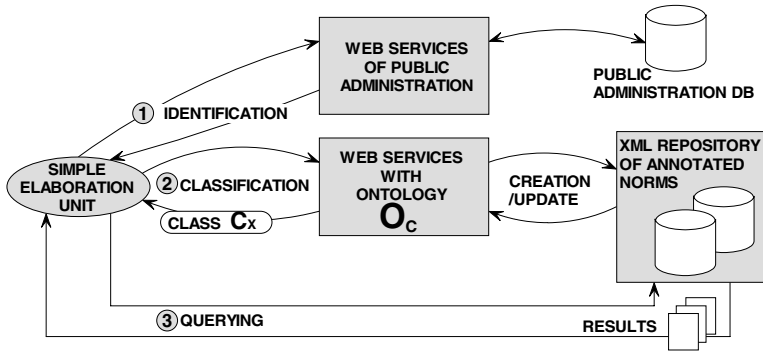 WEB SERVICES
OF PUBLIC
ADMINISTRATION
PUBLIC
ADMINISTRATION DB
1 IDENTIFICATION
SIMPLE
ELABORATION
UNIT
2 CLASSIFICATION
CLASS Cx
WEB SERVICES
WITH
ONTOLOGY
Oc
CREATION
/UPDATE
XML REPOSITORY
OF ANNOTATED
NORMS
3 QUERYING
RESULTS